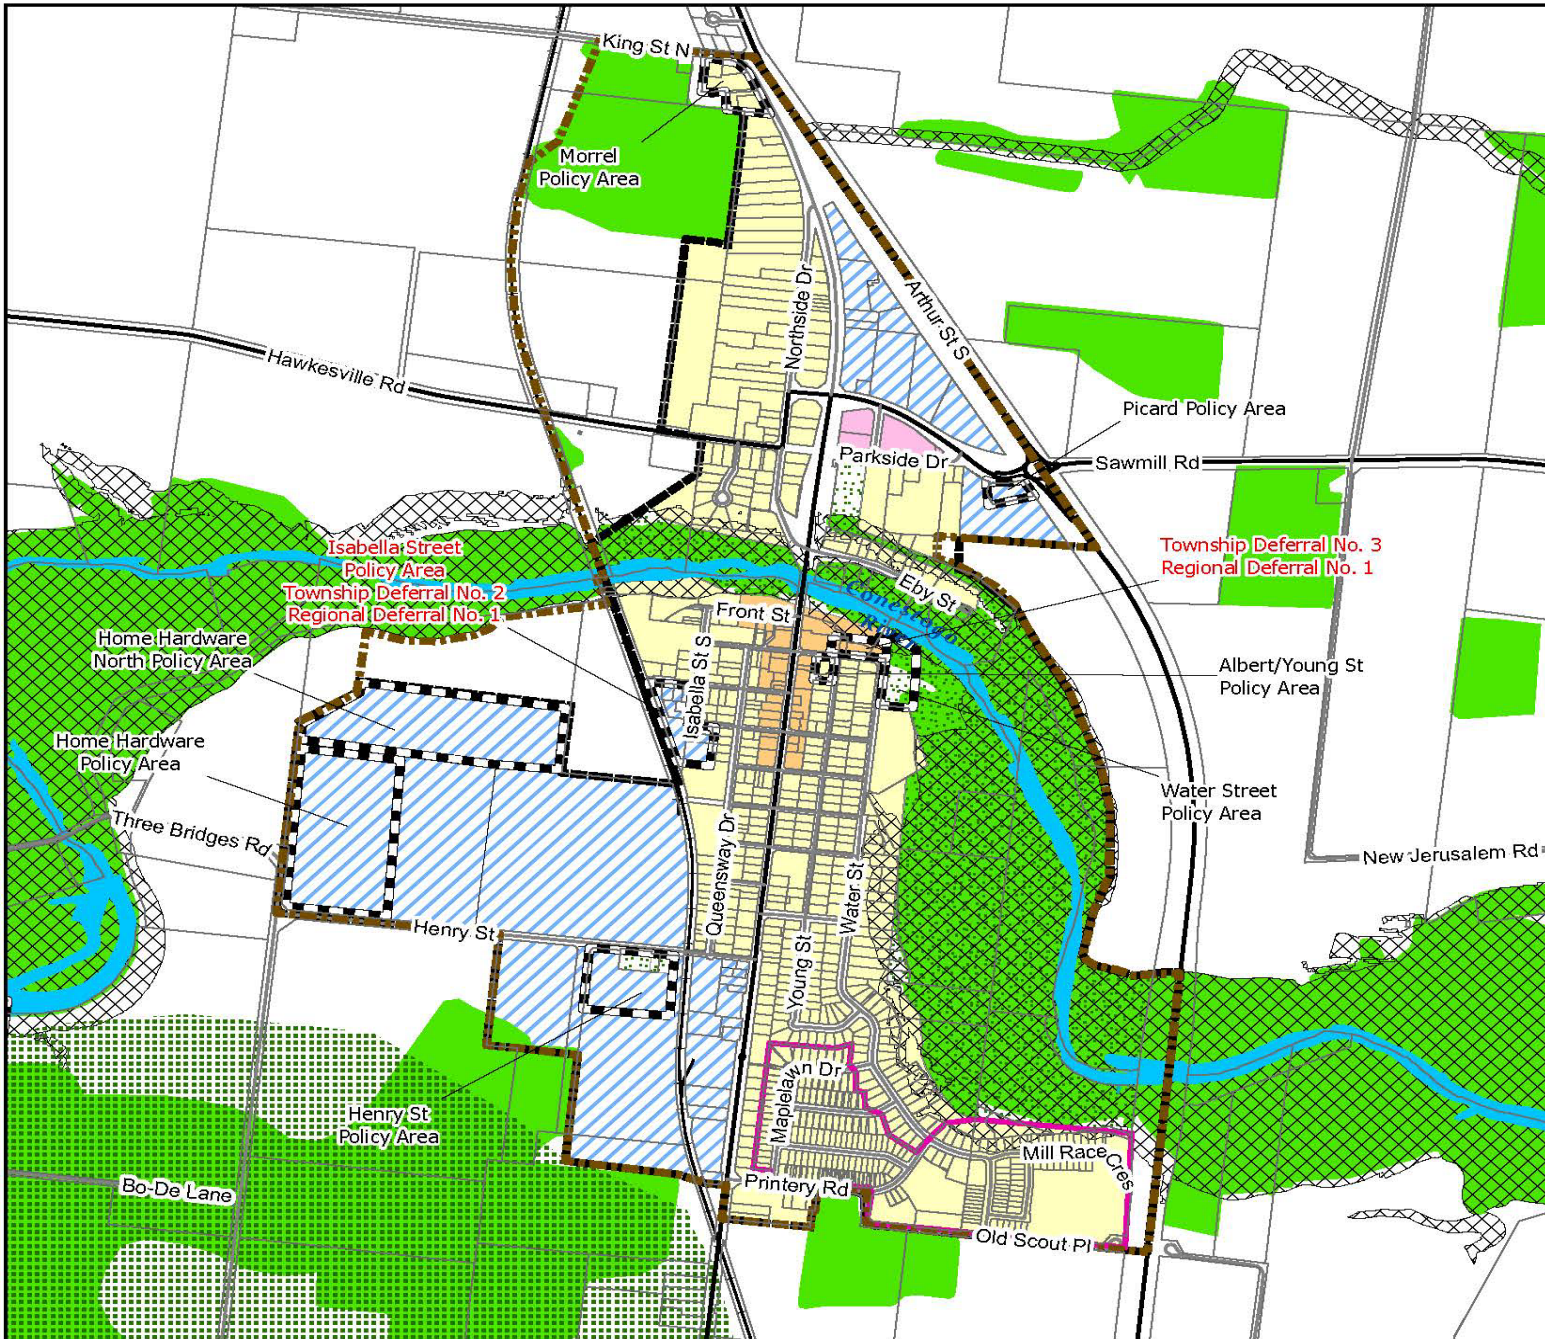 King St N
Morrel
Policy Area
Northside Dr
Arthur St S
Hawkesville Rd
Picard Policy Area
Parkside Dr
Sawmill Rd
Isabella Street
Policy Area
Township Deferral No. 2
Regional Deferral No. 1
Township Deferral No. 3
Regional Deferral No. 1
Eby St
Conestogo
River
Front St
Home Hardware
North Policy Area
Isabella St S
Albert/Young St
Policy Area
Home Hardware
Policy Area
Water Street
Policy Area
Three Bridges Rd
Queensway Dr
Water St
New Jerusalem Rd
Henry St
Young St
Maplelawn Dr
Henry St
Policy Area
Mill Race Cres
Printery Rd
Bo-De Lane
Old Scout Pl